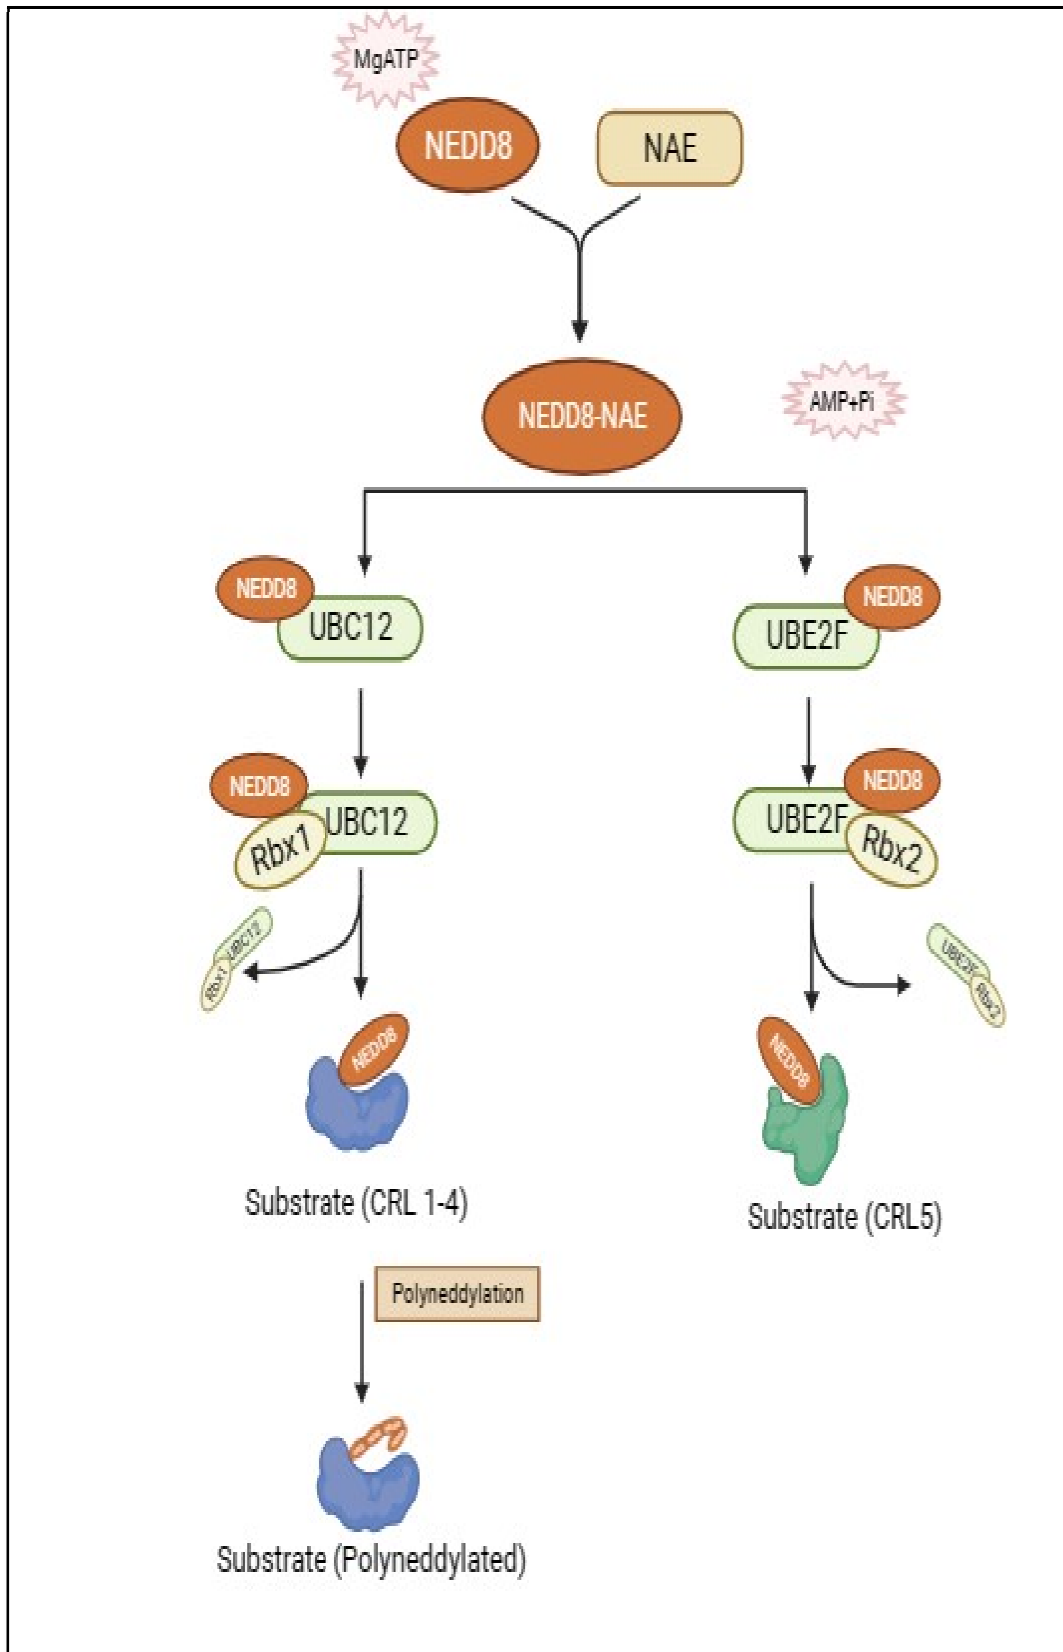 MgATP
NEDD8
NAE
NEDD8-NAE
AMP+Pi
NEDD8
UBC12
NEDD8
UBE2F
NEDD8
UBC12
Rbx1
NEDD8
UBE2F
Rbx2
UBC12
Rbx1
UBE2F
Rbx2
NEDD8
NEDD8
Substrate (CRL 1-4)
Substrate (CRL5)
Polyneddylation
Substrate (Polyneddylated)